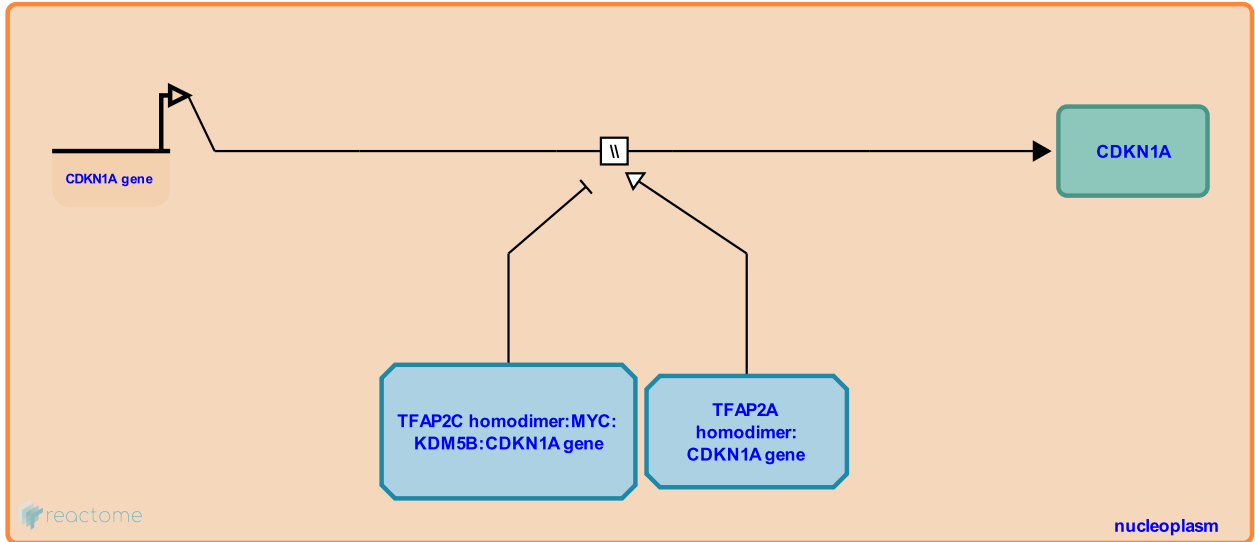 CDKN1A gene
\\
CDKN1A
TFAP2C homodimer:MYC:
KDM5B:CDKN1A gene
TFAP2A
homodimer:
CDKN1A gene
reactome
nucleoplasm